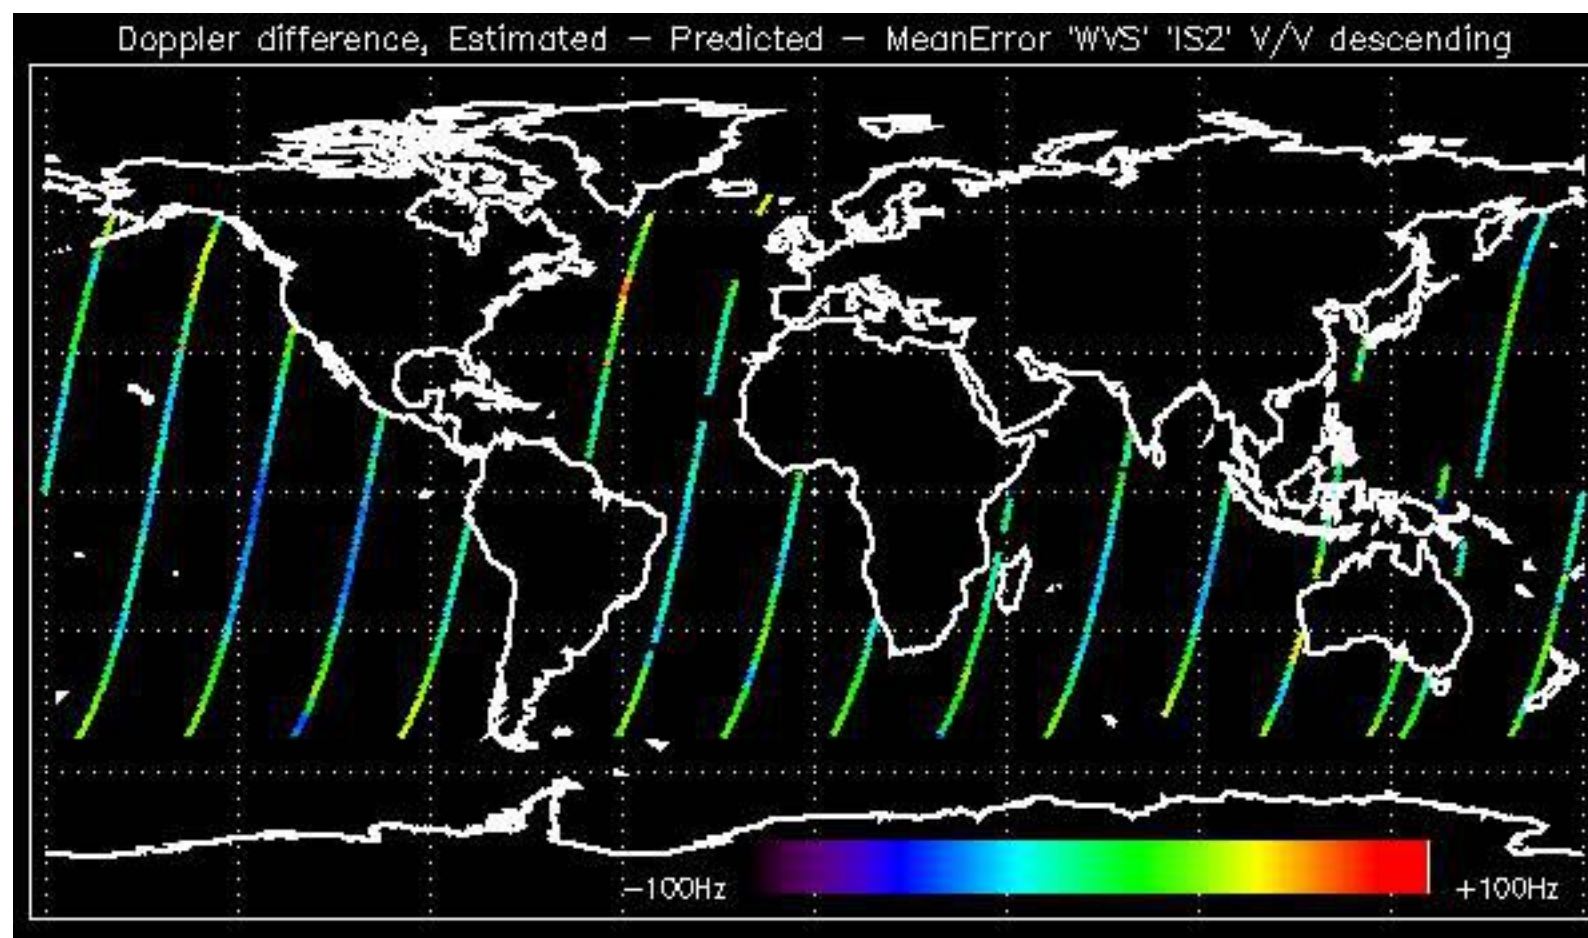 Doppler difference, Estimated – Predicted – MeanError 'WVS' 'IS2' V/V descending
–100Hz +100Hz